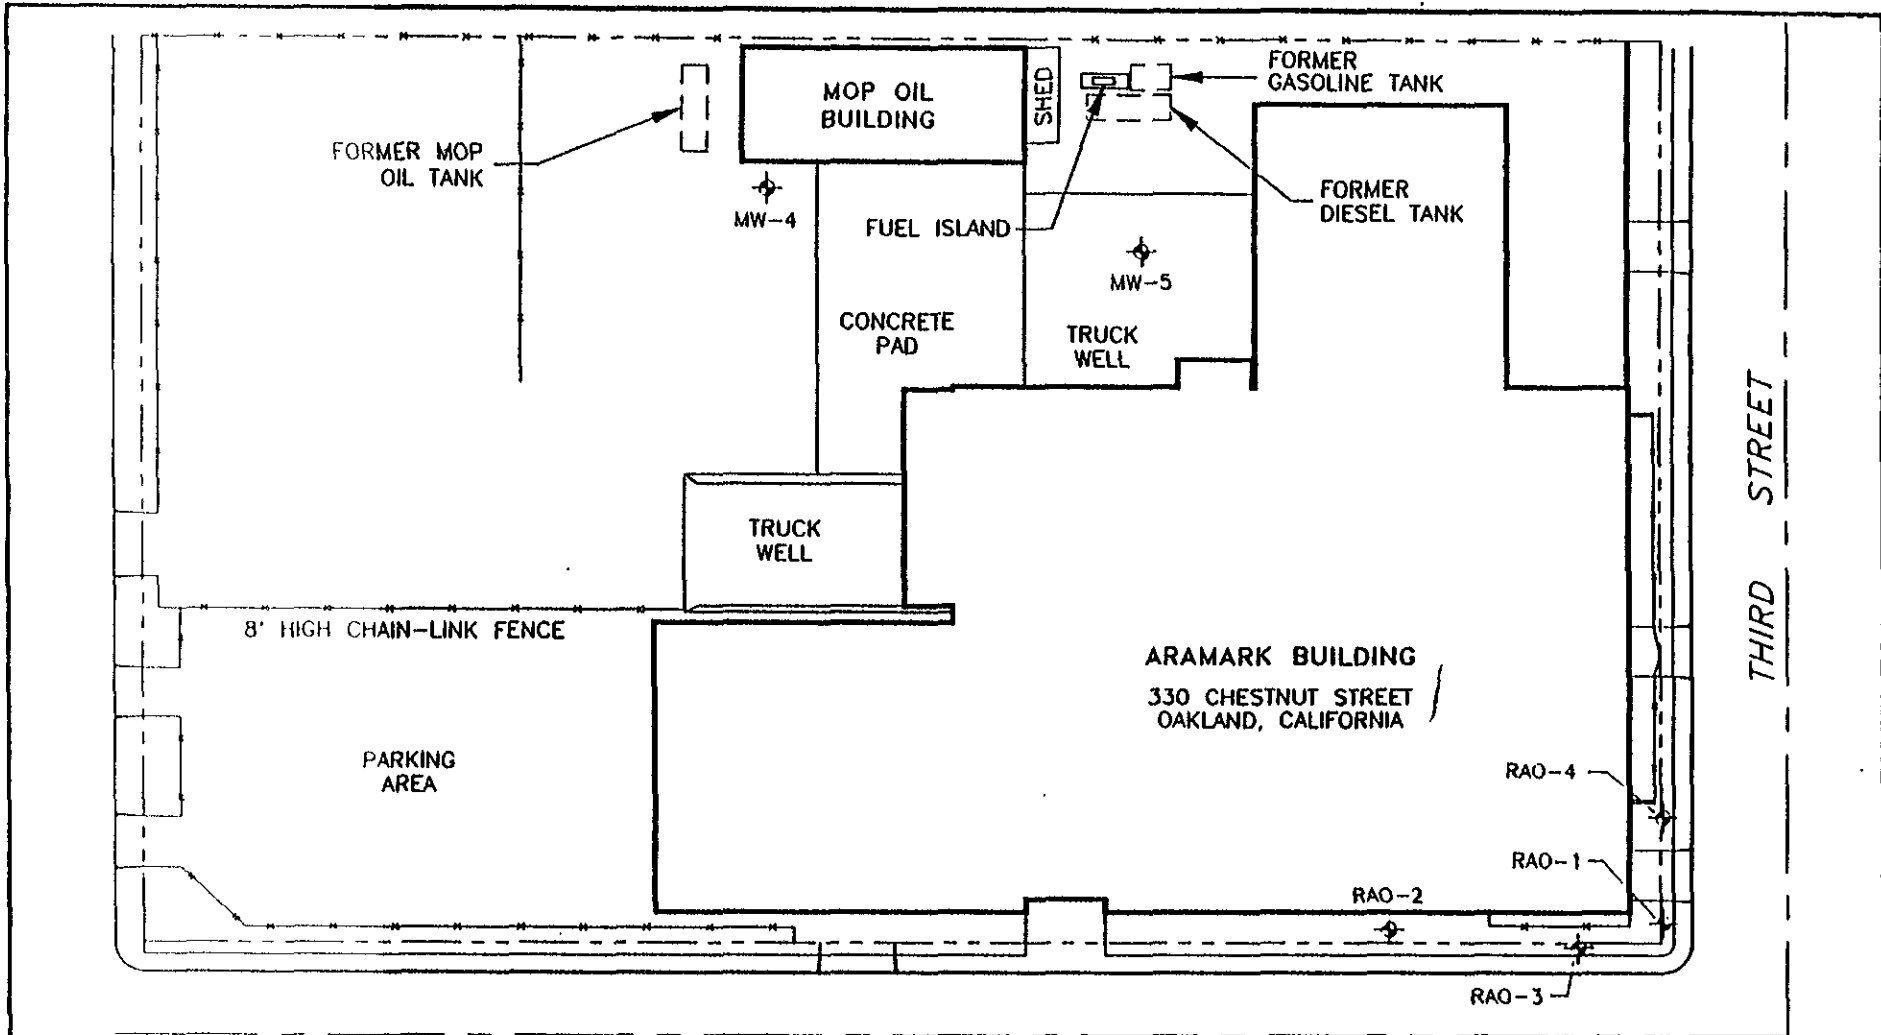 FORMER
GASOLINE TANK
MOP OIL
BUILDING
SHED
FORMER MOP
OIL TANK
FORMER
DIESEL TANK
MW-4
FUEL ISLAND
MW-5
CONCRETE
PAD
TRUCK
WELL
THIRD STREET
TRUCK
WELL
8' HIGH CHAIN-LINK FENCE
ARAMARK BUILDING
330 CHESTNUT STREET
OAKLAND, CALIFORNIA
PARKING
AREA
RAO-4
RAO-1
RAO-2
RAO-3